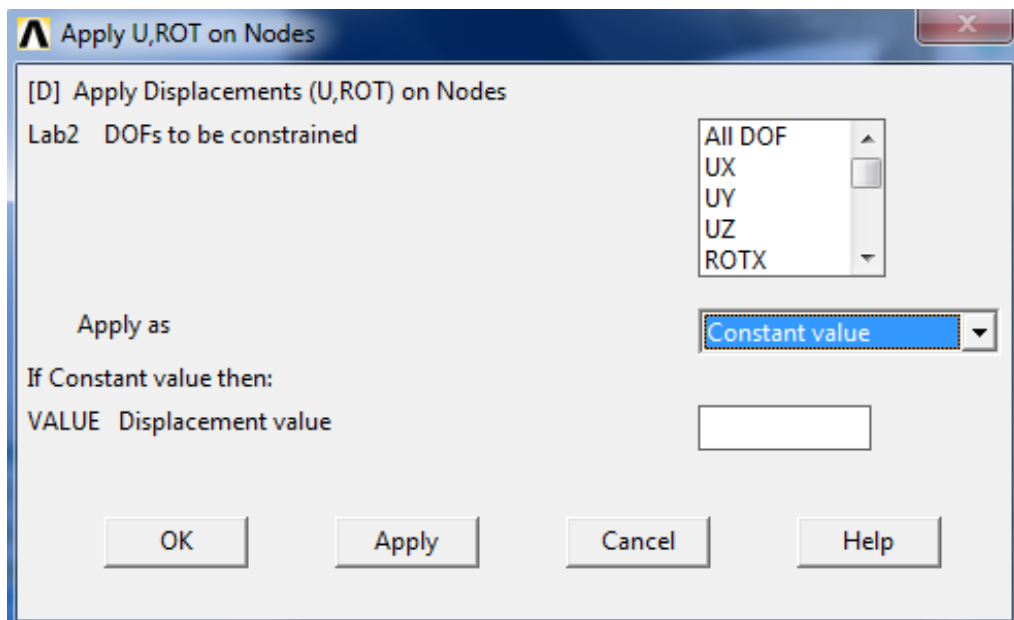 Apply U,ROT on Nodes
[D] Apply Displacements (U,ROT) on Nodes
Lab2 DOFs to be constrained
All DOF
UX
UY
UZ
ROTX
Apply as
Constant value
If Constant value then:
VALUE Displacement value
OK Apply Cancel Help